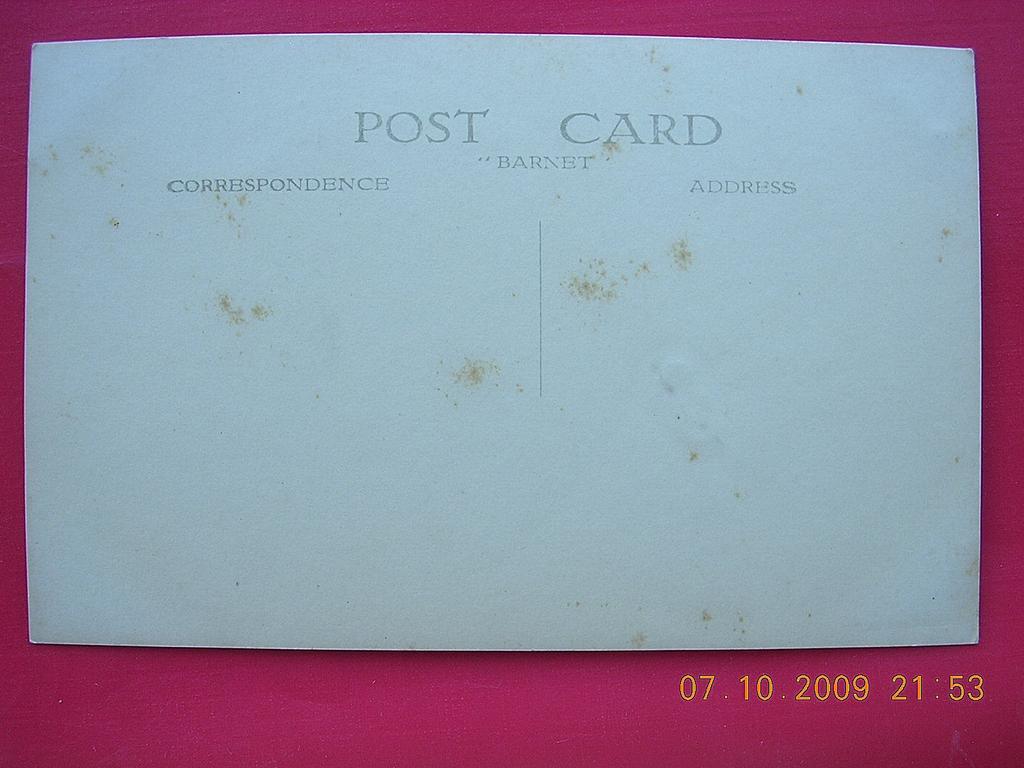 POST CARD
"BARNET"
CORRESPONDENCE ADDRESS
07.10.2009 21:53